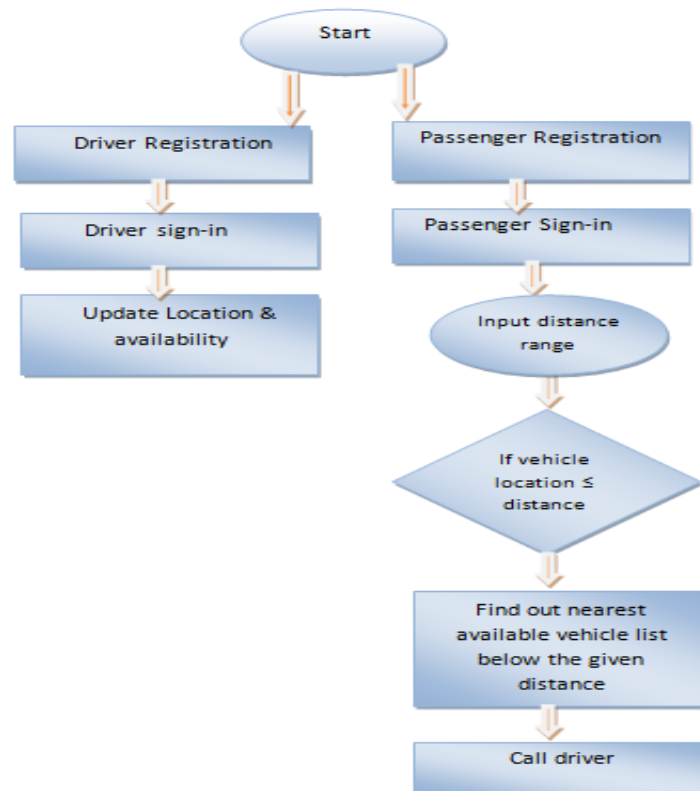 Start
Driver Registration
Driver sign-in
Update Location &
availability
Passenger Registration
Passenger Sign-in
Input distance
range
If vehicle
location ≤
distance
Find out nearest
available vehicle list
below the given
distance
Call driver